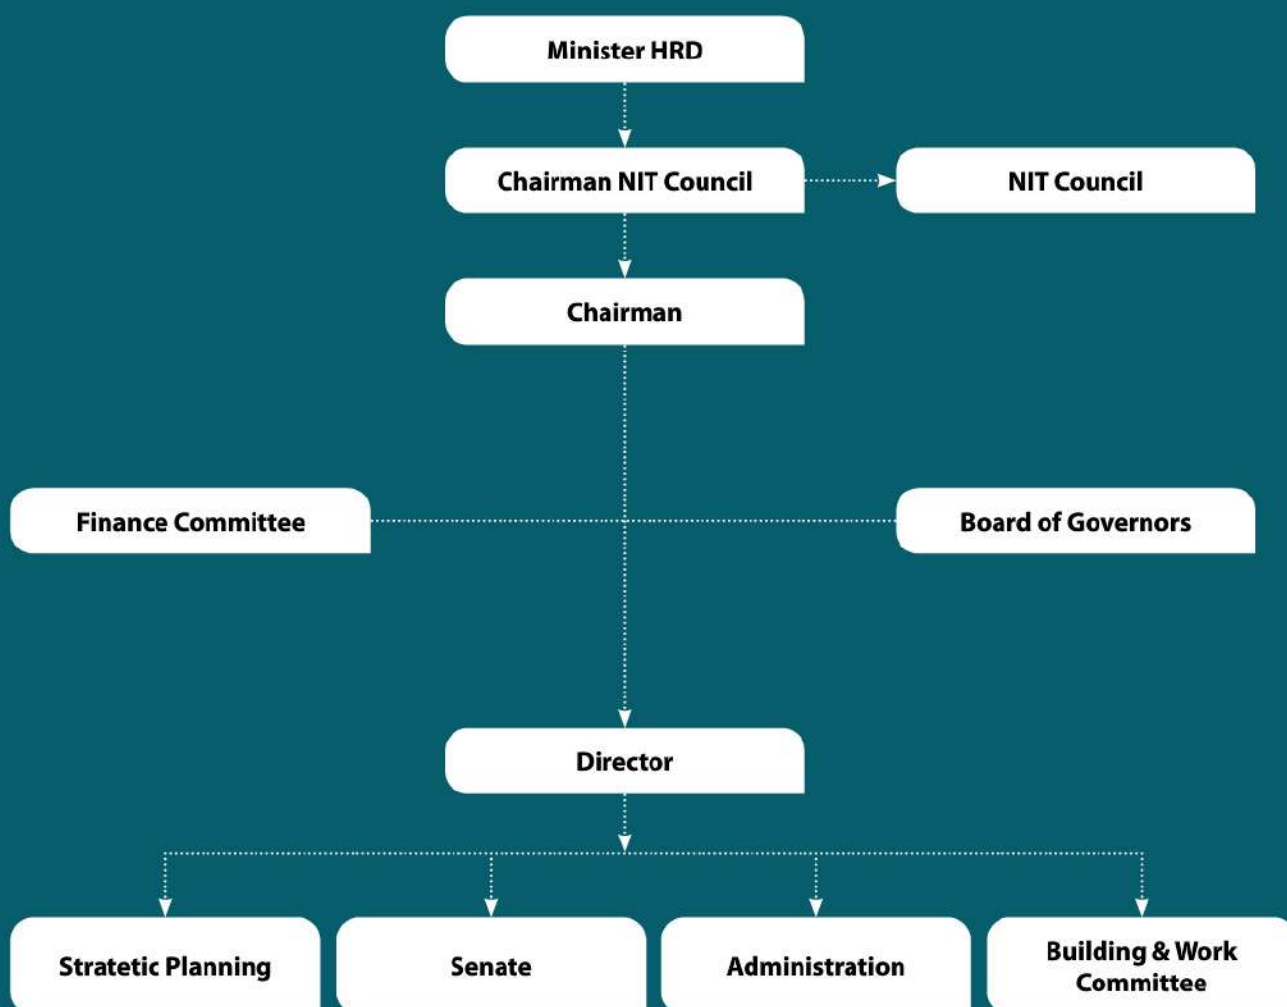 Minister HRD
Chairman NIT Council
NIT Council
Chairman
Finance Committee
Board of Governors
Director
Stratetic Planning
Senate
Administration
Building & Work
Committee